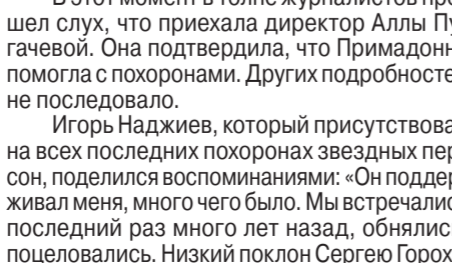 В этот момент в толпе журналистов про
шел слух, что приехала директор Аллы Пу
гачевой. Она подтвердила, что Примадонн
помогла с похоронами. Других подробносте
не последовало.
Игорь Наджиев, который присутствова
на всех последних похоронах звездных пер
сон, поделился воспоминаниями: «Он поддер
живал меня, много чего было. Мы встречалис
последний раз много лет назад, обнялис
поцеловались. Низкий поклон Сергею Горох